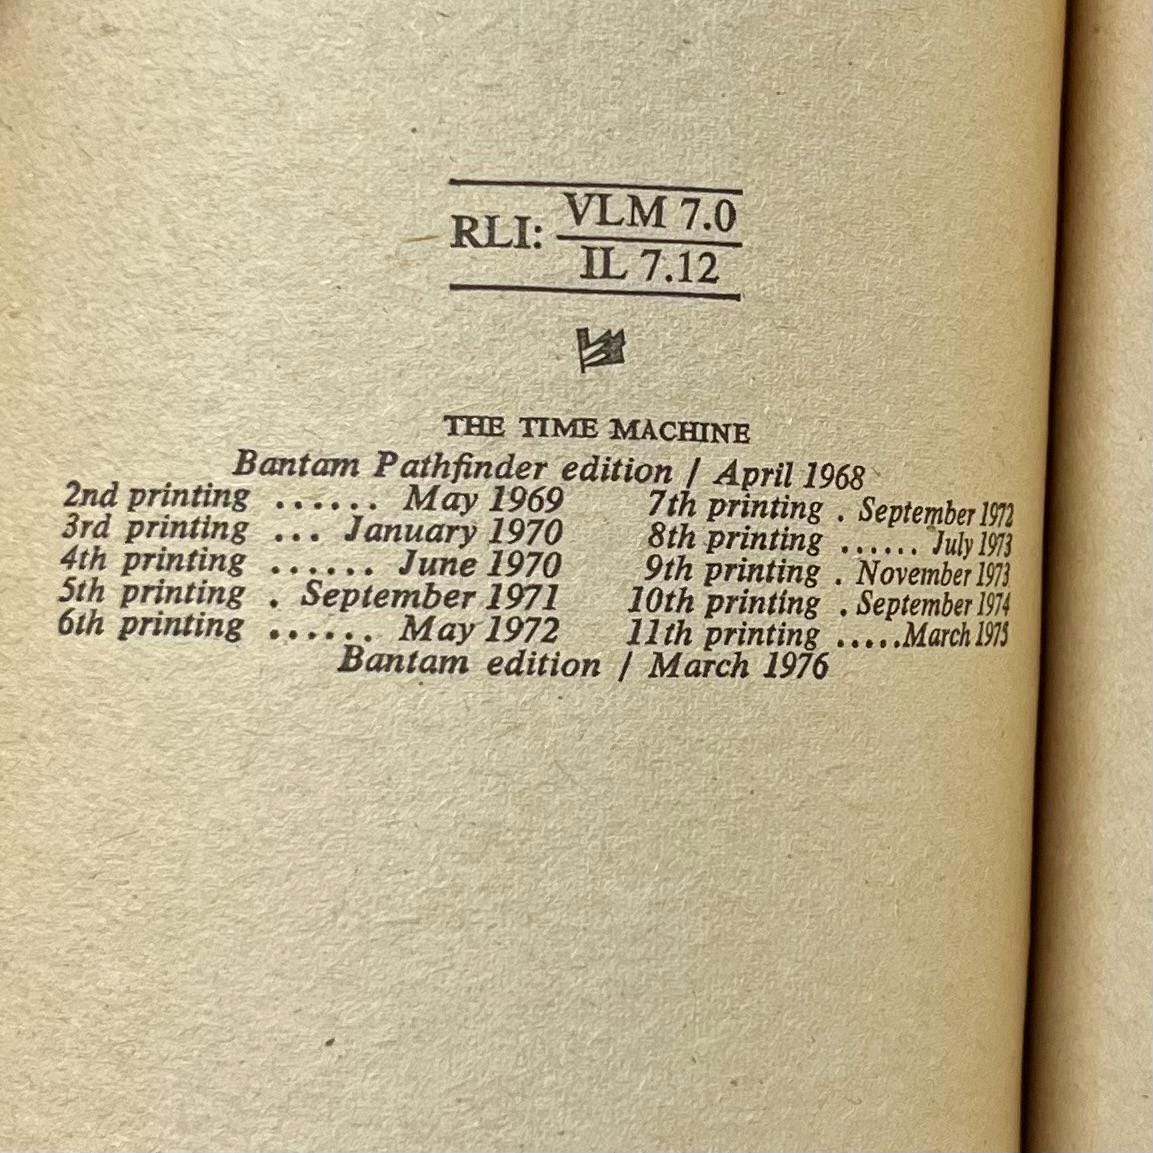 RLI: VLM 7.0
IL 7.12
THE TIME MACHINE
Bantam Pathfinder edition / April 1968
2nd printing ...... May 1969 7th printing . September 1972
3rd printing ... January 1970 8th printing ...... July 1973
4th printing ...... June 1970 9th printing . November 1973
5th printing . September 1971 10th printing . September 1974
6th printing ...... May 1972 11th printing .....March 1975
Bantam edition / March 1976